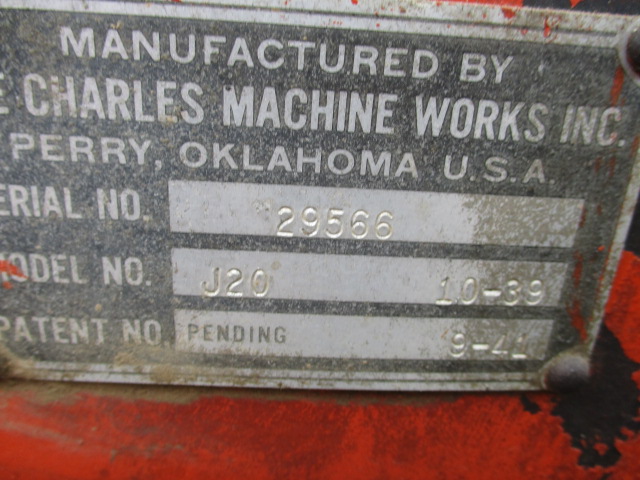 MANUFACTURED BY
E CHARLES MACHINE WORKS INC.
PERRY, OKLAHOMA U.S.A.
ERIAL NO. 29566
ODEL NO. J20 10-39
PATENT NO. PENDING 9-41